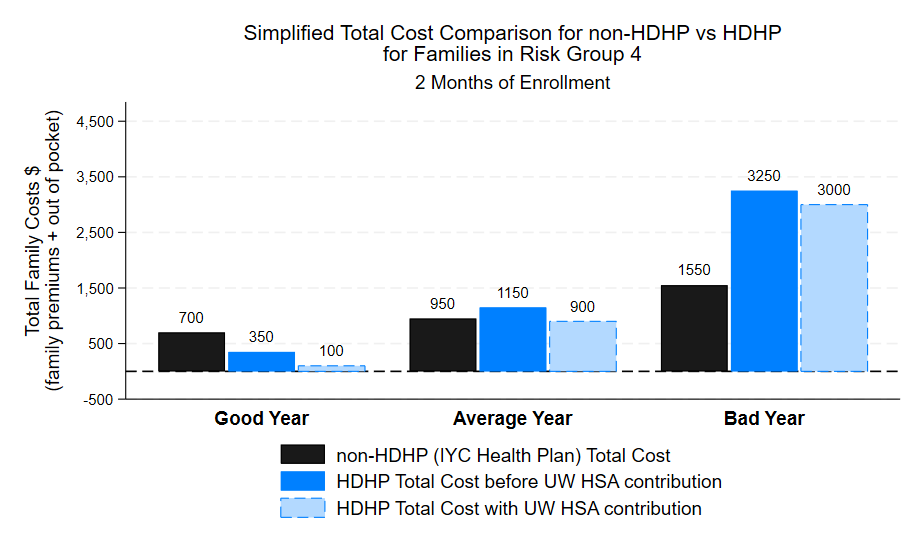 Simplified Total Cost Comparison for non-HDHP vs HDHP
for Families in Risk Group 4
2 Months of Enrollment
Total Family Costs $
(family premiums + out of pocket)
4,500
3,500
2,500
1,500
500
-500
700
350
100
950
1150
900
1550
3250
3000
Good Year
Average Year
Bad Year
non-HDHP (IYC Health Plan) Total Cost
HDHP Total Cost before UW HSA contribution
HDHP Total Cost with UW HSA contribution